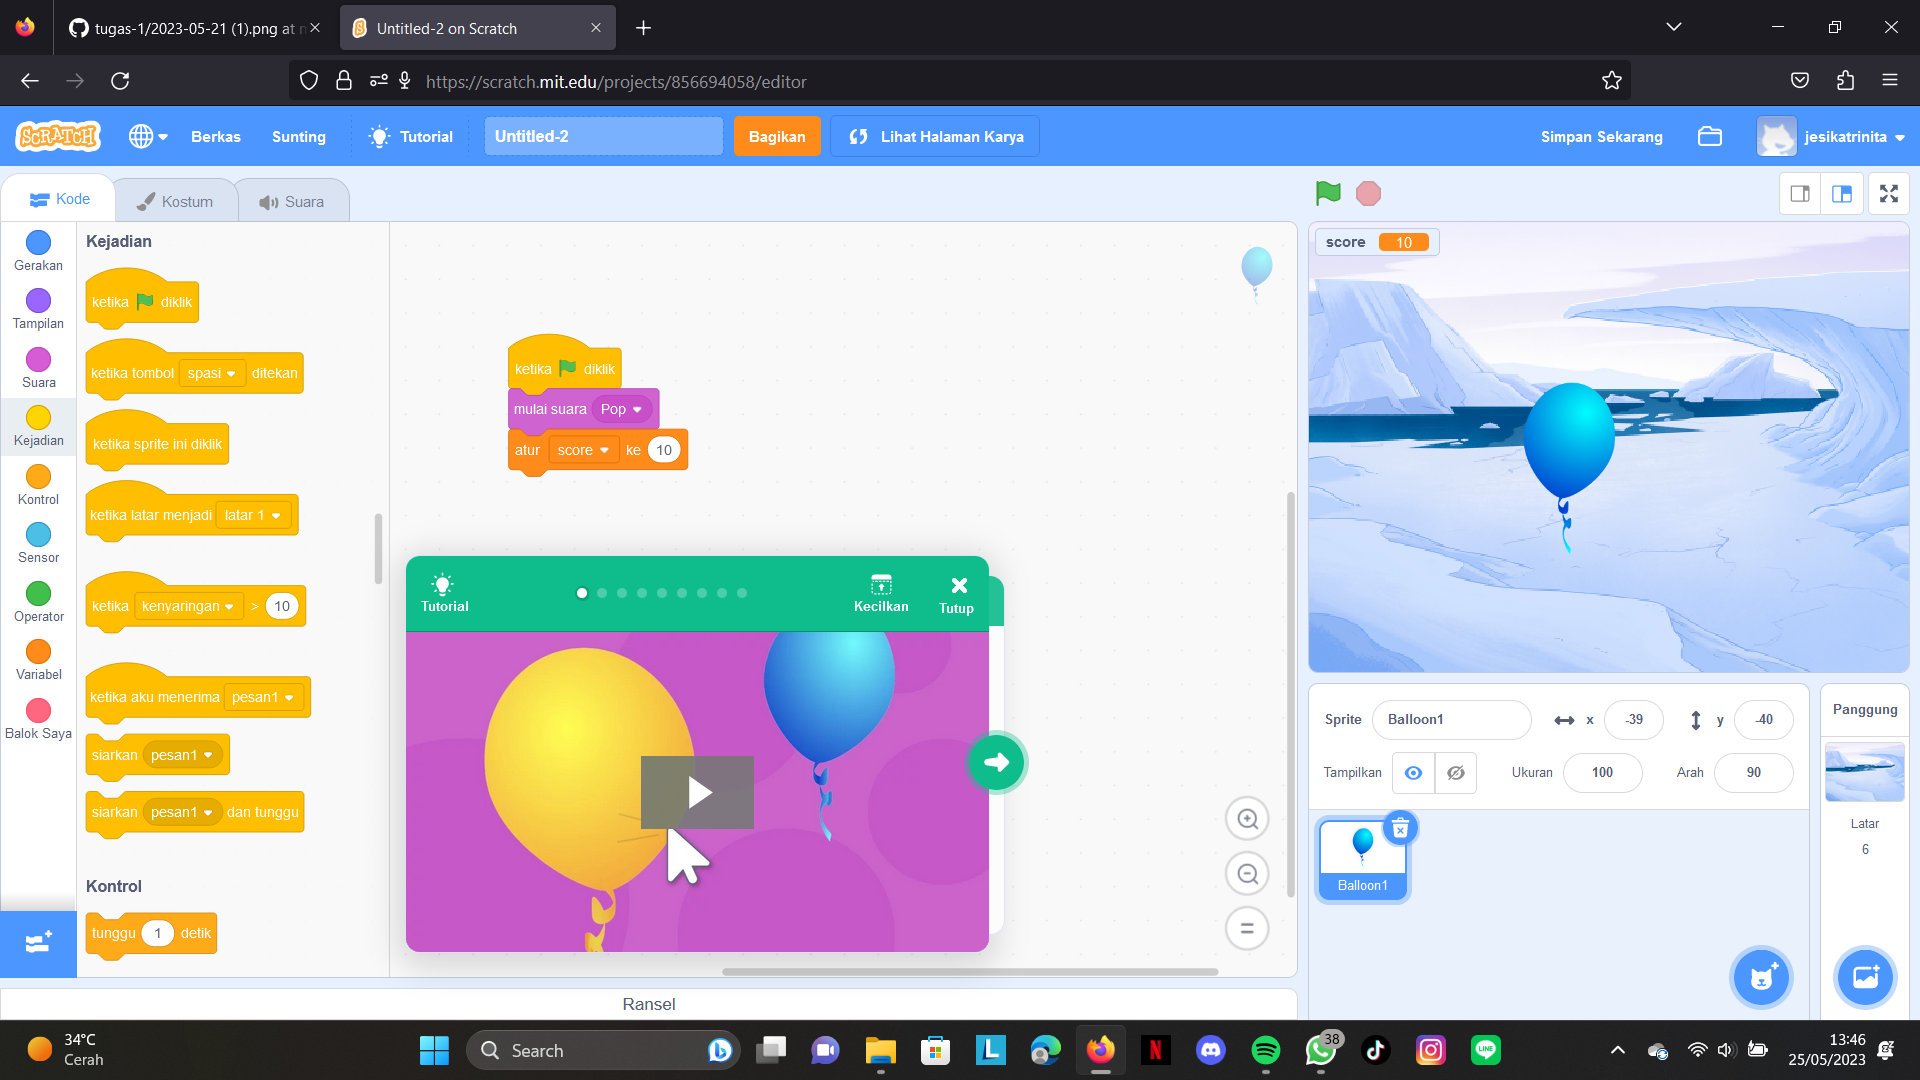 tugas-1/2023-05-21 (1).png at n
Untitled-2 on Scratch
https://scratch.mit.edu/projects/856694058/editor
SCRATCH
Berkas
Sunting
Tutorial
Untitled-2
Bagikan
Lihat Halaman Karya
Simpan Sekarang
jesikatrinita
Kode
Kostum
Suara
Gerakan
Tampilan
Suara
Kejadian
Kontrol
Sensor
Operator
Variabel
Balok Saya
Kejadian
ketika diklik
ketika tombol spasi ditekan
ketika sprite ini diklik
ketika latar menjadi latar 1
ketika kenyaringan > 10
ketika aku menerima pesan1
siarkan pesan1
siarkan pesan1 dan tunggu
Kontrol
tunggu 1 detik
ketika diklik
mulai suara Pop
atur score ke 10
Tutorial
Kecilkan
Tutup
Ransel
score 10
Sprite Balloon1 x -39 y -40
Tampilkan Ukuran 100 Arah 90
Balloon1
Panggung
Latar
6
34°C
Cerah
Search
L
N
38
LINE
13:46
25/05/2023